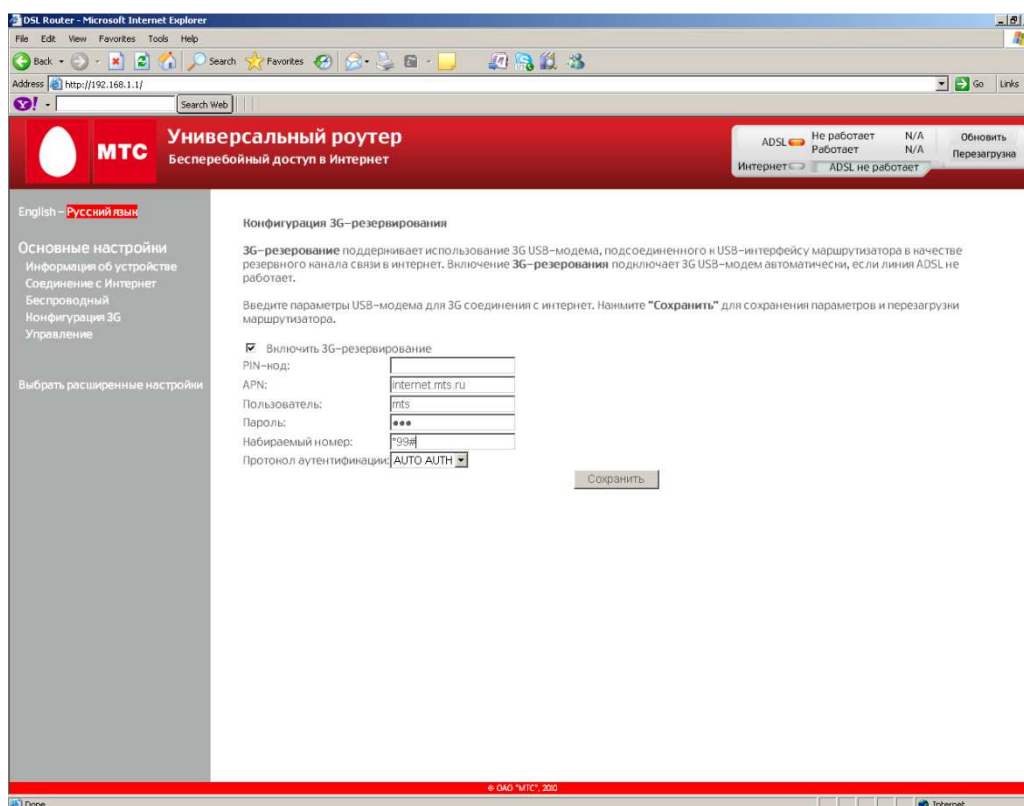 DSL Router - Microsoft Internet Explorer
File Edit View Favorites Tools Help
Back Search Favorites
Address http://192.168.1.1/ Go Links
Y! Search Web
МТС
Универсальный роутер
Бесперебойный доступ в Интернет
ADSL Не работает N/A
Работает N/A
Интернет ADSL не работает
Обновить
Перезагрузка
English – Русский язык
Основные настройки
Информация об устройстве
Соединение с Интернет
Беспроводный
Конфигурация 3G
Управление
Выбрать расширенные настройки
Конфигурация 3G–резервирования
3G–резерование поддерживает использование 3G USB–модема, подсоединенного к USB–интерфейсу маршрутизатора в качестве
резервного канала связи в интернет. Включение 3G–резерования подключает 3G USB–модем автоматически, если линия ADSL не
работает.
Введите параметры USB–модема для 3G соединения с интернет. Нажмите "Сохранить" для сохранения параметров и перезагрузки
маршрутизатора.
Включить 3G–резервирование
PIN–код:
APN: internet.mts.ru
Пользователь: mts
Пароль: •••
Набираемый номер: *99#
Протокол аутентификации: AUTO AUTH
Сохранить
© ОАО "МТС", 2010
Done Internet